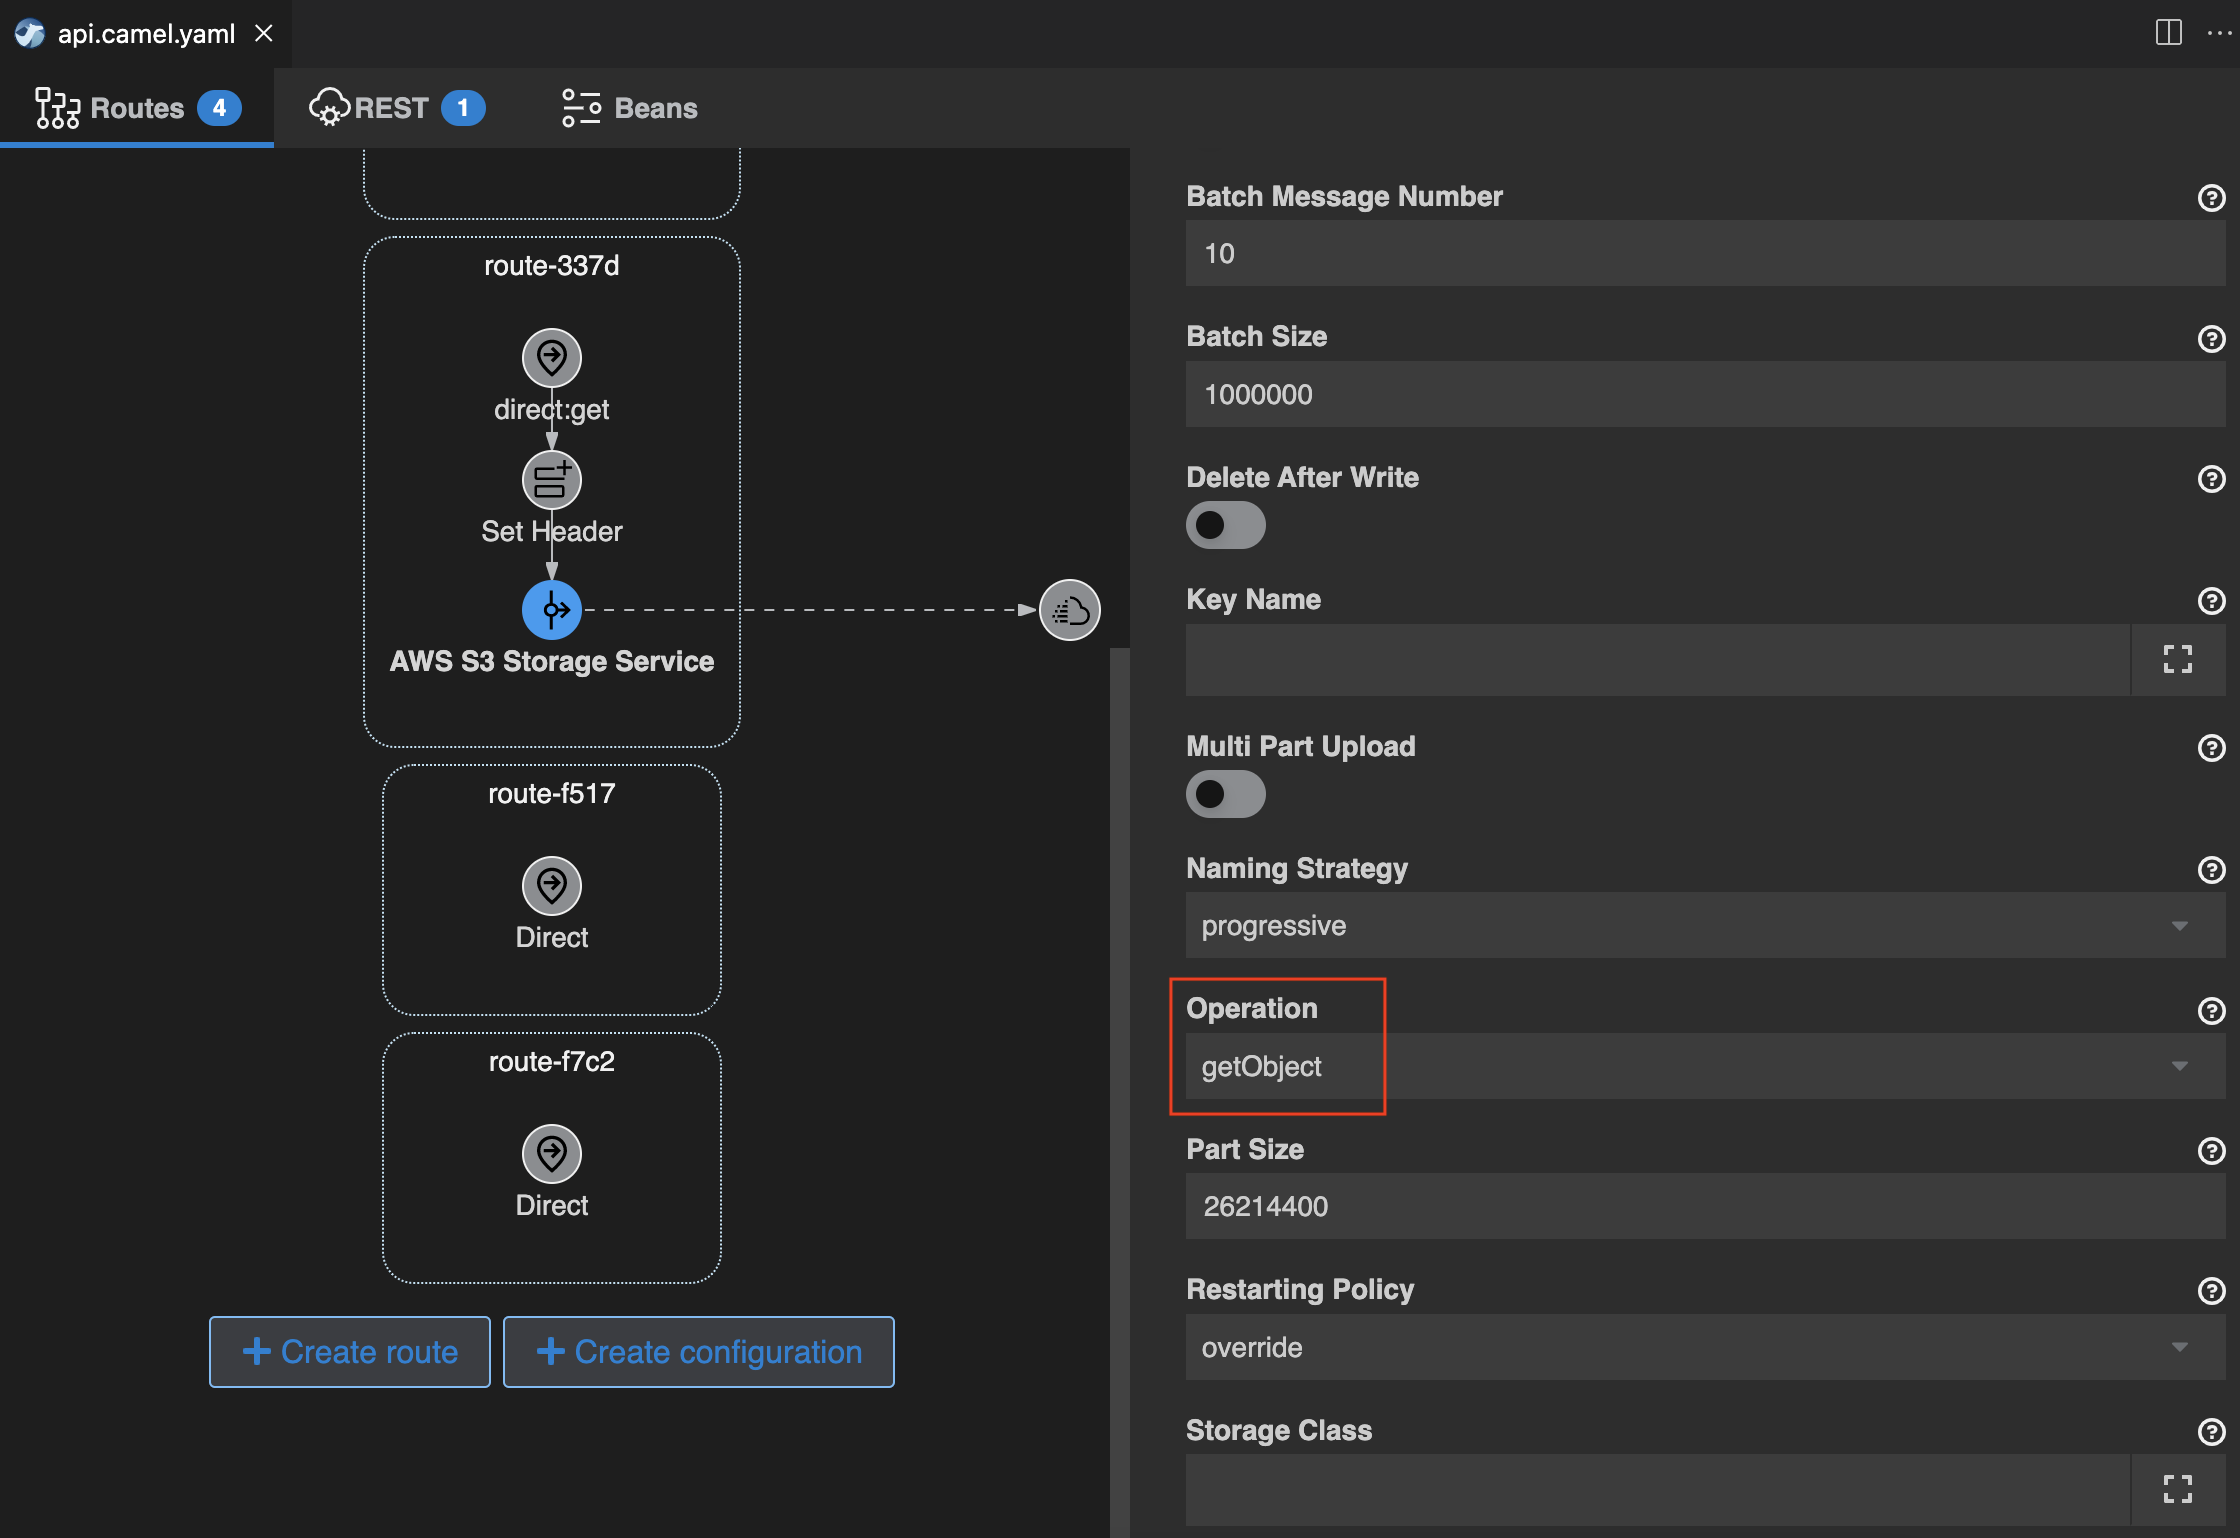 api.camel.yaml
Routes 4
REST 1
Beans
route-337d
direct:get
Set Header
AWS S3 Storage Service
route-f517
Direct
route-f7c2
Direct
Create route
Create configuration
Batch Message Number
10
Batch Size
1000000
Delete After Write
Key Name
Multi Part Upload
Naming Strategy
progressive
Operation
getObject
Part Size
26214400
Restarting Policy
override
Storage Class